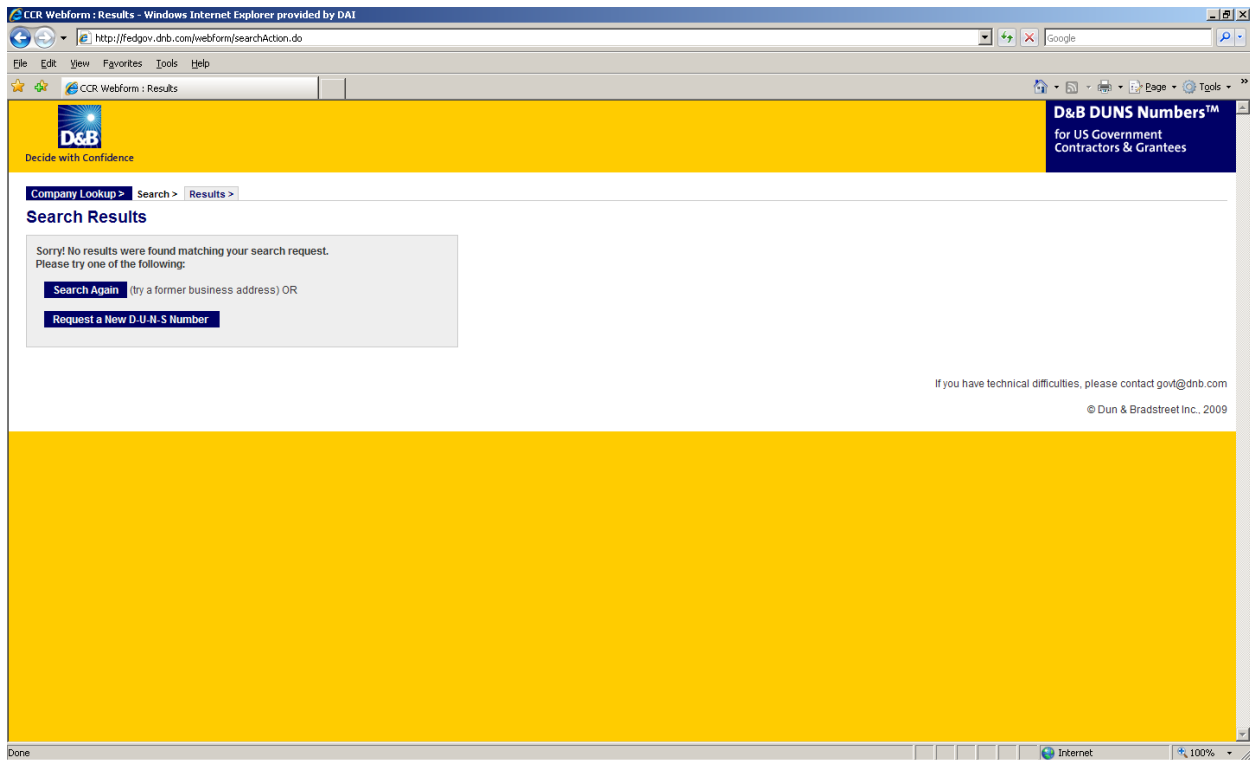 CCR Webform : Results - Windows Internet Explorer provided by DAI
http://fedgov.dnb.com/webform/searchAction.do
Google
File Edit View Favorites Tools Help
CCR Webform : Results
Page Tools »
D&B
Decide with Confidence
D&B DUNS Numbers™
for US Government
Contractors & Grantees
Company Lookup > Search > Results >
Search Results
Sorry! No results were found matching your search request.
Please try one of the following:
Search Again (try a former business address) OR
Request a New D-U-N-S Number
If you have technical difficulties, please contact govt@dnb.com
© Dun & Bradstreet Inc., 2009
Done Internet 100%